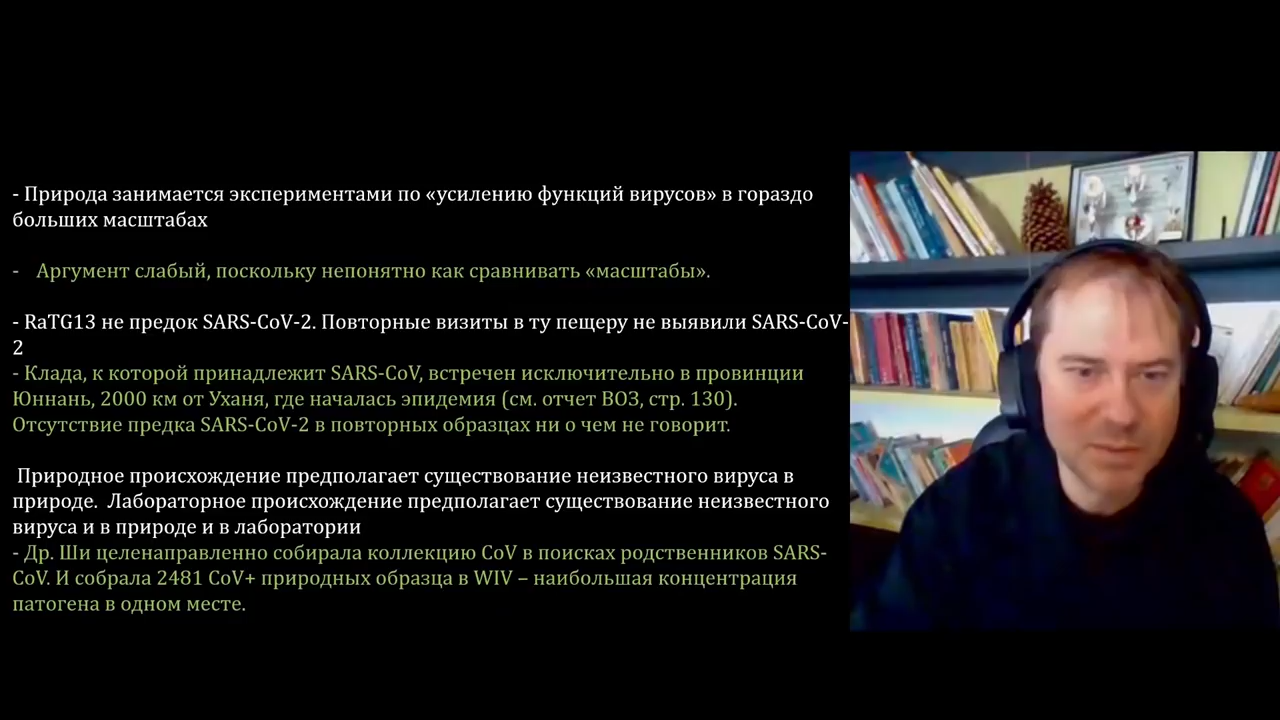 - Природа занимается экспериментами по «усилению функций вирусов» в гораздо
больших масштабах
- Аргумент слабый, поскольку непонятно как сравнивать «масштабы».
- RaTG13 не предок SARS-CoV-2. Повторные визиты в ту пещеру не выявили SARS-CoV-
2
- Клада, к которой принадлежит SARS-CoV, встречен исключительно в провинции
Юннань, 2000 км от Уханя, где началась эпидемия (см. отчет ВОЗ, стр. 130).
Отсутствие предка SARS-CoV-2 в повторных образцах ни о чем не говорит.
Природное происхождение предполагает существование неизвестного вируса в
природе. Лабораторное происхождение предполагает существование неизвестного
вируса и в природе и в лаборатории
- Др. Ши целенаправленно собирала коллекцию CoV в поисках родственников SARS-
CoV. И собрала 2481 CoV+ природных образца в WIV – наибольшая концентрация
патогена в одном месте.